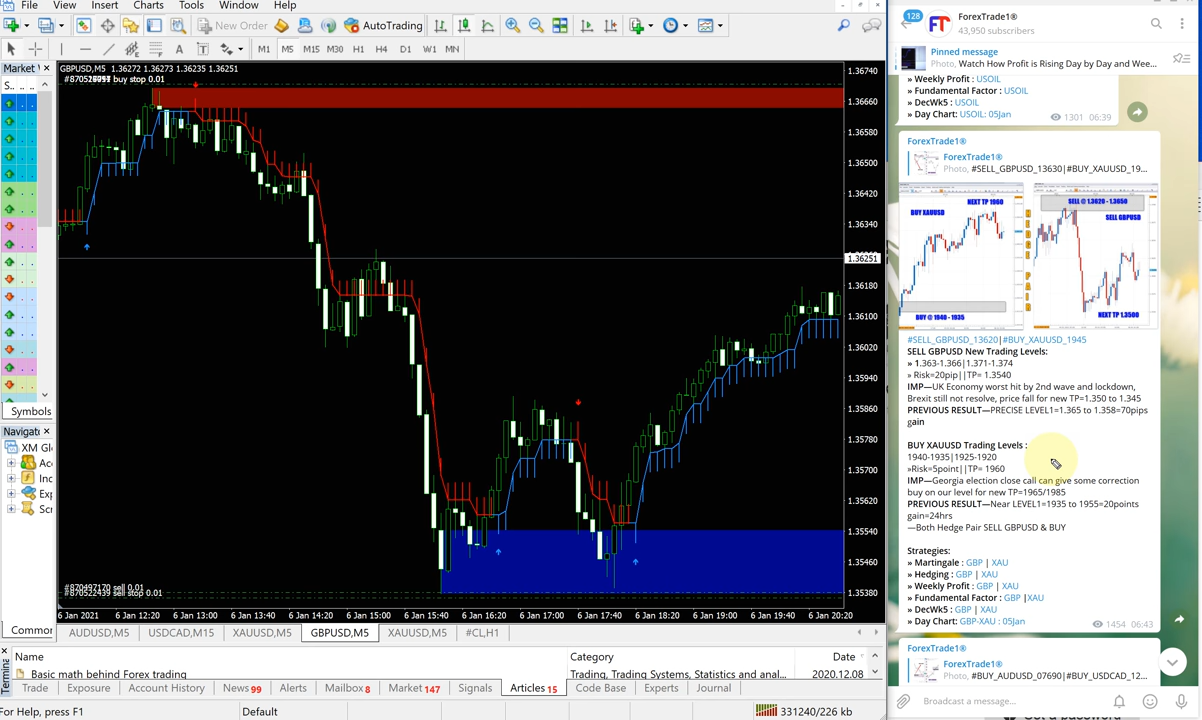 File View Insert Charts Tools Window Help
New Order AutoTrading
M1 M5 M15 M30 H1 H4 D1 W1 MN
Market
S..
Symbols
Navigato
XM Glo
Acc
Exp
Scr
Common
GBPUSD,M5 1.36272 1.36273 1.36235 1.36251
buy stop 0.01
1.36740
1.36660
1.36580
1.36500
1.36420
1.36340
1.36251
1.36180
1.36100
1.36020
1.35940
1.35860
1.35780
1.35700
1.35620
1.35540
1.35460
1.35380
#870497170 sell 0.01
#870522439 sell stop 0.01
6 Jan 2021 6 Jan 12:20 6 Jan 13:00 6 Jan 13:40 6 Jan 14:20 6 Jan 15:00 6 Jan 15:40 6 Jan 16:20 6 Jan 17:00 6 Jan 17:40 6 Jan 18:20 6 Jan 19:00 6 Jan 19:40 6 Jan 20:20
AUDUSD,M5 USDCAD,M15 XAUUSD,M5 GBPUSD,M5 XAUUSD,M5 #CL,H1
Name Category Date
Basic math behind Forex trading Trading, Trading Systems, Statistics and anal... 2020.12.08
Trade Exposure Account History News 99 Alerts Mailbox 8 Market 147 Signals Articles 15 Code Base Experts Journal
Terminal
For Help, press F1 Default 331240/226 kb
128
FT
ForexTrade1®
43,950 subscribers
Pinned message
Photo, Watch How Profit is Rising Day by Day and Wee...
» Weekly Profit : USOIL
» Fundamental Factor : USOIL
» DecWk5 : USOIL
» Day Chart: USOIL: 05Jan
1301 06:39
ForexTrade1®
ForexTrade1®
Photo, #SELL_GBPUSD_13630|#BUY_XAUUSD_19...
NEXT TP 1960
BUY XAUUSD
BUY @ 1940 - 1935
SELL @ 1.3620 - 1.3650
SELL GBPUSD
NEXT TP 1.3500
#SELL_GBPUSD_13620|#BUY_XAUUSD_1945
SELL GBPUSD New Trading Levels:
» 1.363-1.366|1.371-1.374
» Risk=20pip||TP= 1.3540
IMP—UK Economy worst hit by 2nd wave and lockdown,
Brexit still not resolve, price fall for new TP=1.350 to 1.345
PREVIOUS RESULT—PRECISE LEVEL1=1.365 to 1.358=70pips
gain
BUY XAUUSD Trading Levels :
1940-1935|1925-1920
»Risk=5point||TP= 1960
IMP—Georgia election close call can give some correction
buy on our level for new TP=1965/1985
PREVIOUS RESULT—Near LEVEL1=1935 to 1955=20points
gain=24hrs
—Both Hedge Pair SELL GBPUSD & BUY
Strategies:
» Martingale : GBP | XAU
» Hedging : GBP | XAU
» Weekly Profit : GBP | XAU
» Fundamental Factor : GBP |XAU
» DecWk5 : GBP | XAU
» Day Chart: GBP-XAU : 05Jan
1454 06:43
ForexTrade1®
ForexTrade1®
Photo, #BUY_AUDUSD_07690|#BUY_USDCAD_12...
Broadcast a message...